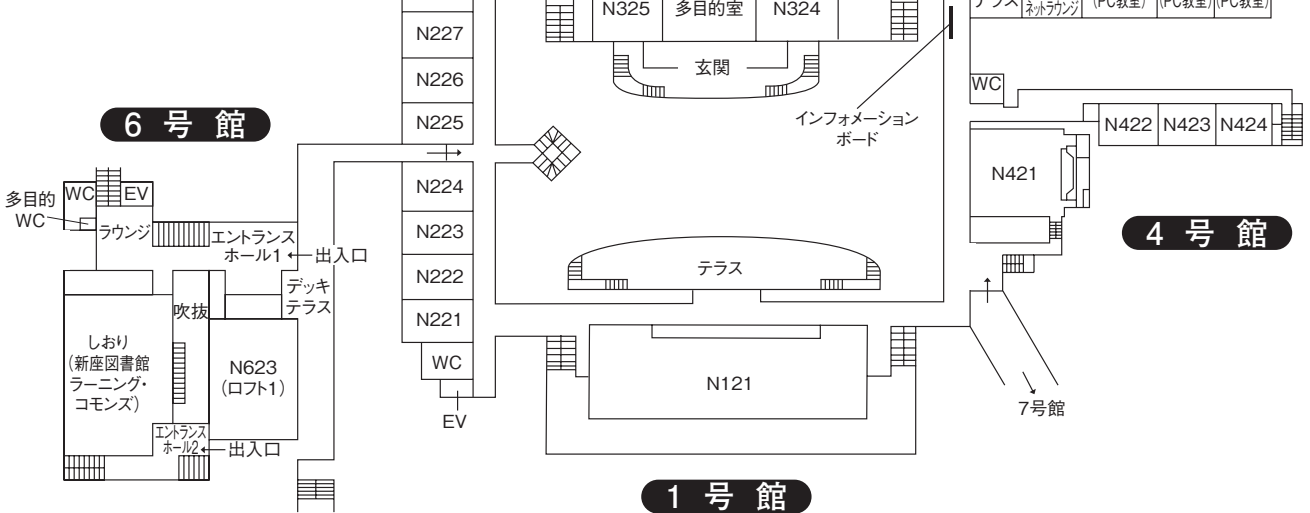 N325
多目的室
N324
テラス
ネットラウンジ
(PC教室)
(PC教室)
(PC教室)
N227
N226
N225
玄関
WC
インフォメーション
ボード
6号館
N422
N423
N424
N421
4号館
多目的
WC
WC
EV
ラウンジ
エントランス
ホール1
出入口
デッキ
テラス
N224
N223
N222
N221
WC
EV
テラス
吹抜
しおり
(新座図書館
ラーニング・
コモンズ)
N623
(ロフト1)
エントランス
ホール2
出入口
N121
7号館
1号館